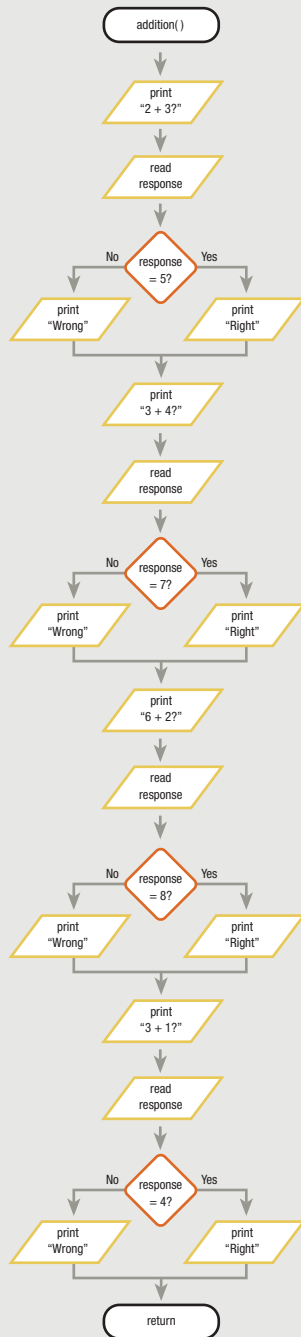 addition( )
print
“2 + 3?”
read
response
No
response
= 5?
Yes
print
“Wrong”
print
“Right”
print
“3 + 4?”
read
response
No
response
= 7?
Yes
print
“Wrong”
print
“Right”
print
“6 + 2?”
read
response
No
response
= 8?
Yes
print
“Wrong”
print
“Right”
print
“3 + 1?”
read
response
No
response
= 4?
Yes
print
“Wrong”
print
“Right”
return